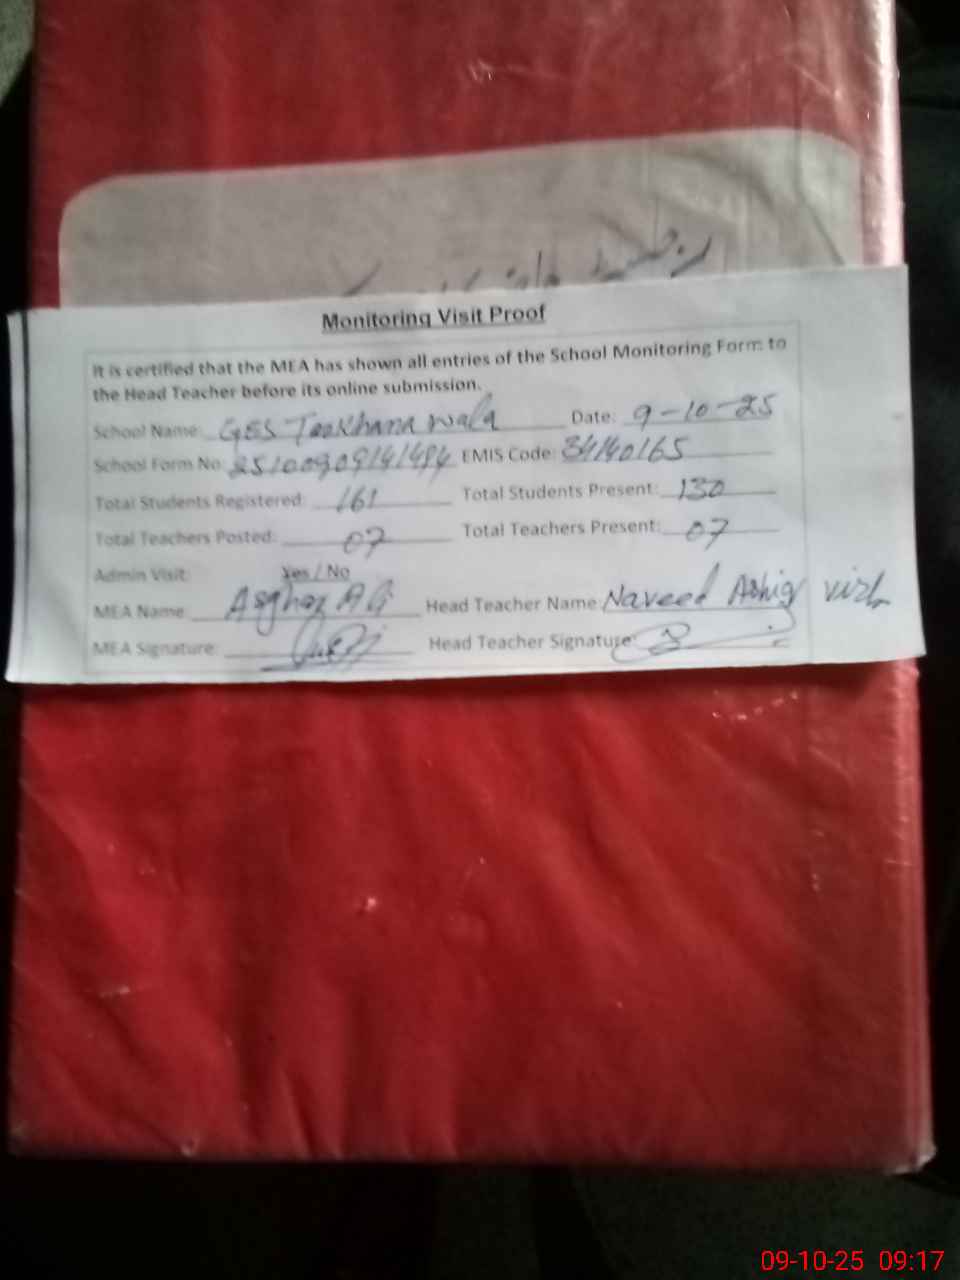 Monitoring Visit Proof
It is certified that the MEA has shown all entries of the School Monitoring Form to
the Head Teacher before its online submission.
School Name: GES Tarkhana wala Date: 9-10-25
School Form No: EMIS Code: 34140165
Total Students Registered: 161 Total Students Present: 130
Total Teachers Posted: 07 Total Teachers Present: 07
Admin Visit: Yes / No
MEA Name: Asghar Ali Head Teacher Name: Naveed Ashiq virk
MEA Signature: Head Teacher Signature:
09-10-25 09:17